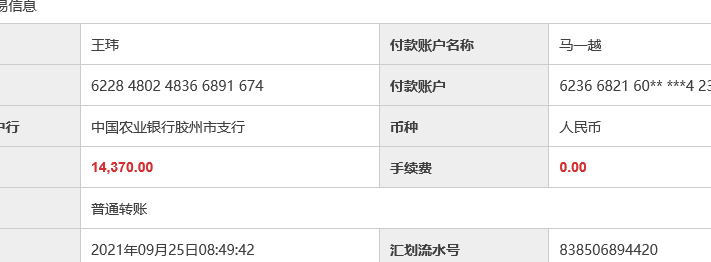 易信息
王玮 付款账户名称 马一越
6228 4802 4836 6891 674 付款账户 6236 6821 60** ***4 23
户行 中国农业银行胶州市支行 币种 人民币
14,370.00 手续费 0.00
普通转账
2021年09月25日08:49:42 汇划流水号 838506894420